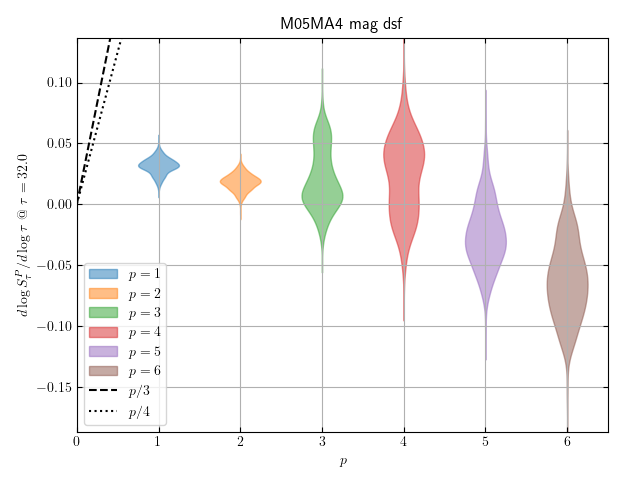 M05MA4 mag dsf
d log S_τ^P / d log τ @ τ = 32.0
0.10
0.05
0.00
−0.05
−0.10
−0.15
p = 1
p = 2
p = 3
p = 4
p = 5
p = 6
p/3
p/4
0 1 2 3 4 5 6
p